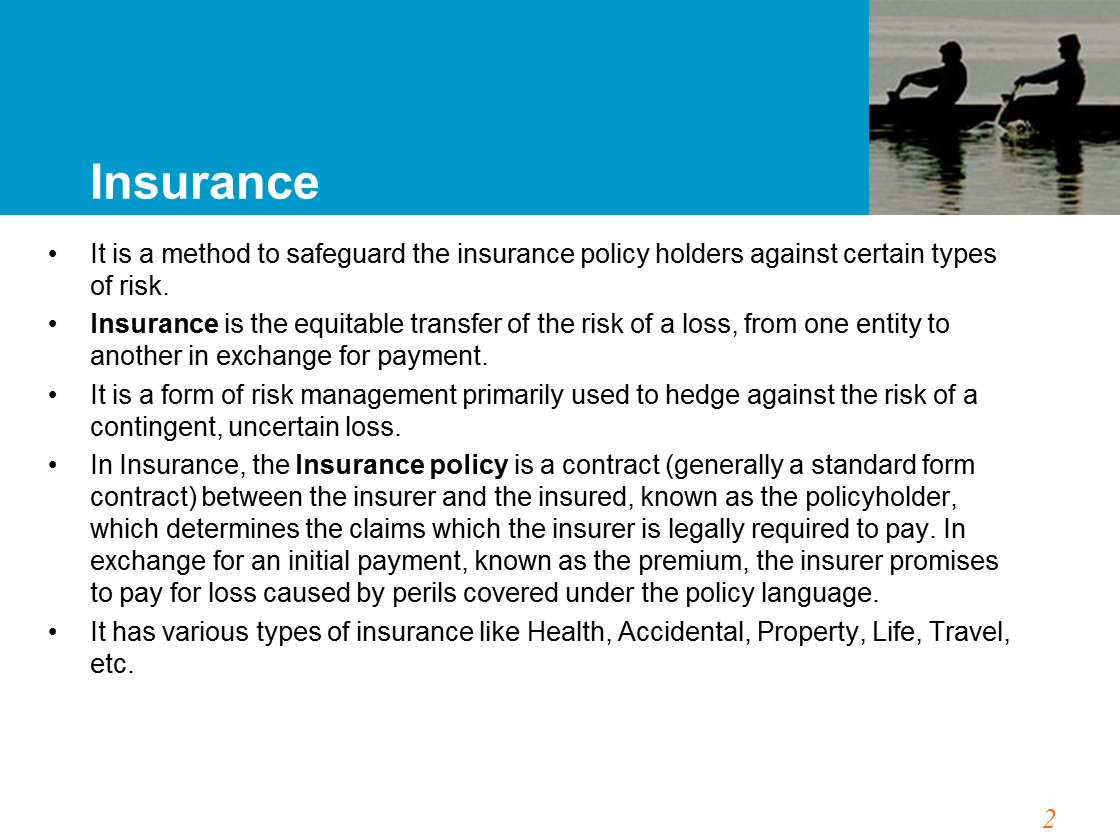 Insurance
• It is a method to safeguard the insurance policy holders against certain types
of risk.
• Insurance is the equitable transfer of the risk of a loss, from one entity to
another in exchange for payment.
• It is a form of risk management primarily used to hedge against the risk of a
contingent, uncertain loss.
• In Insurance, the Insurance policy is a contract (generally a standard form
contract) between the insurer and the insured, known as the policyholder,
which determines the claims which the insurer is legally required to pay. In
exchange for an initial payment, known as the premium, the insurer promises
to pay for loss caused by perils covered under the policy language.
• It has various types of insurance like Health, Accidental, Property, Life, Travel,
etc.
2